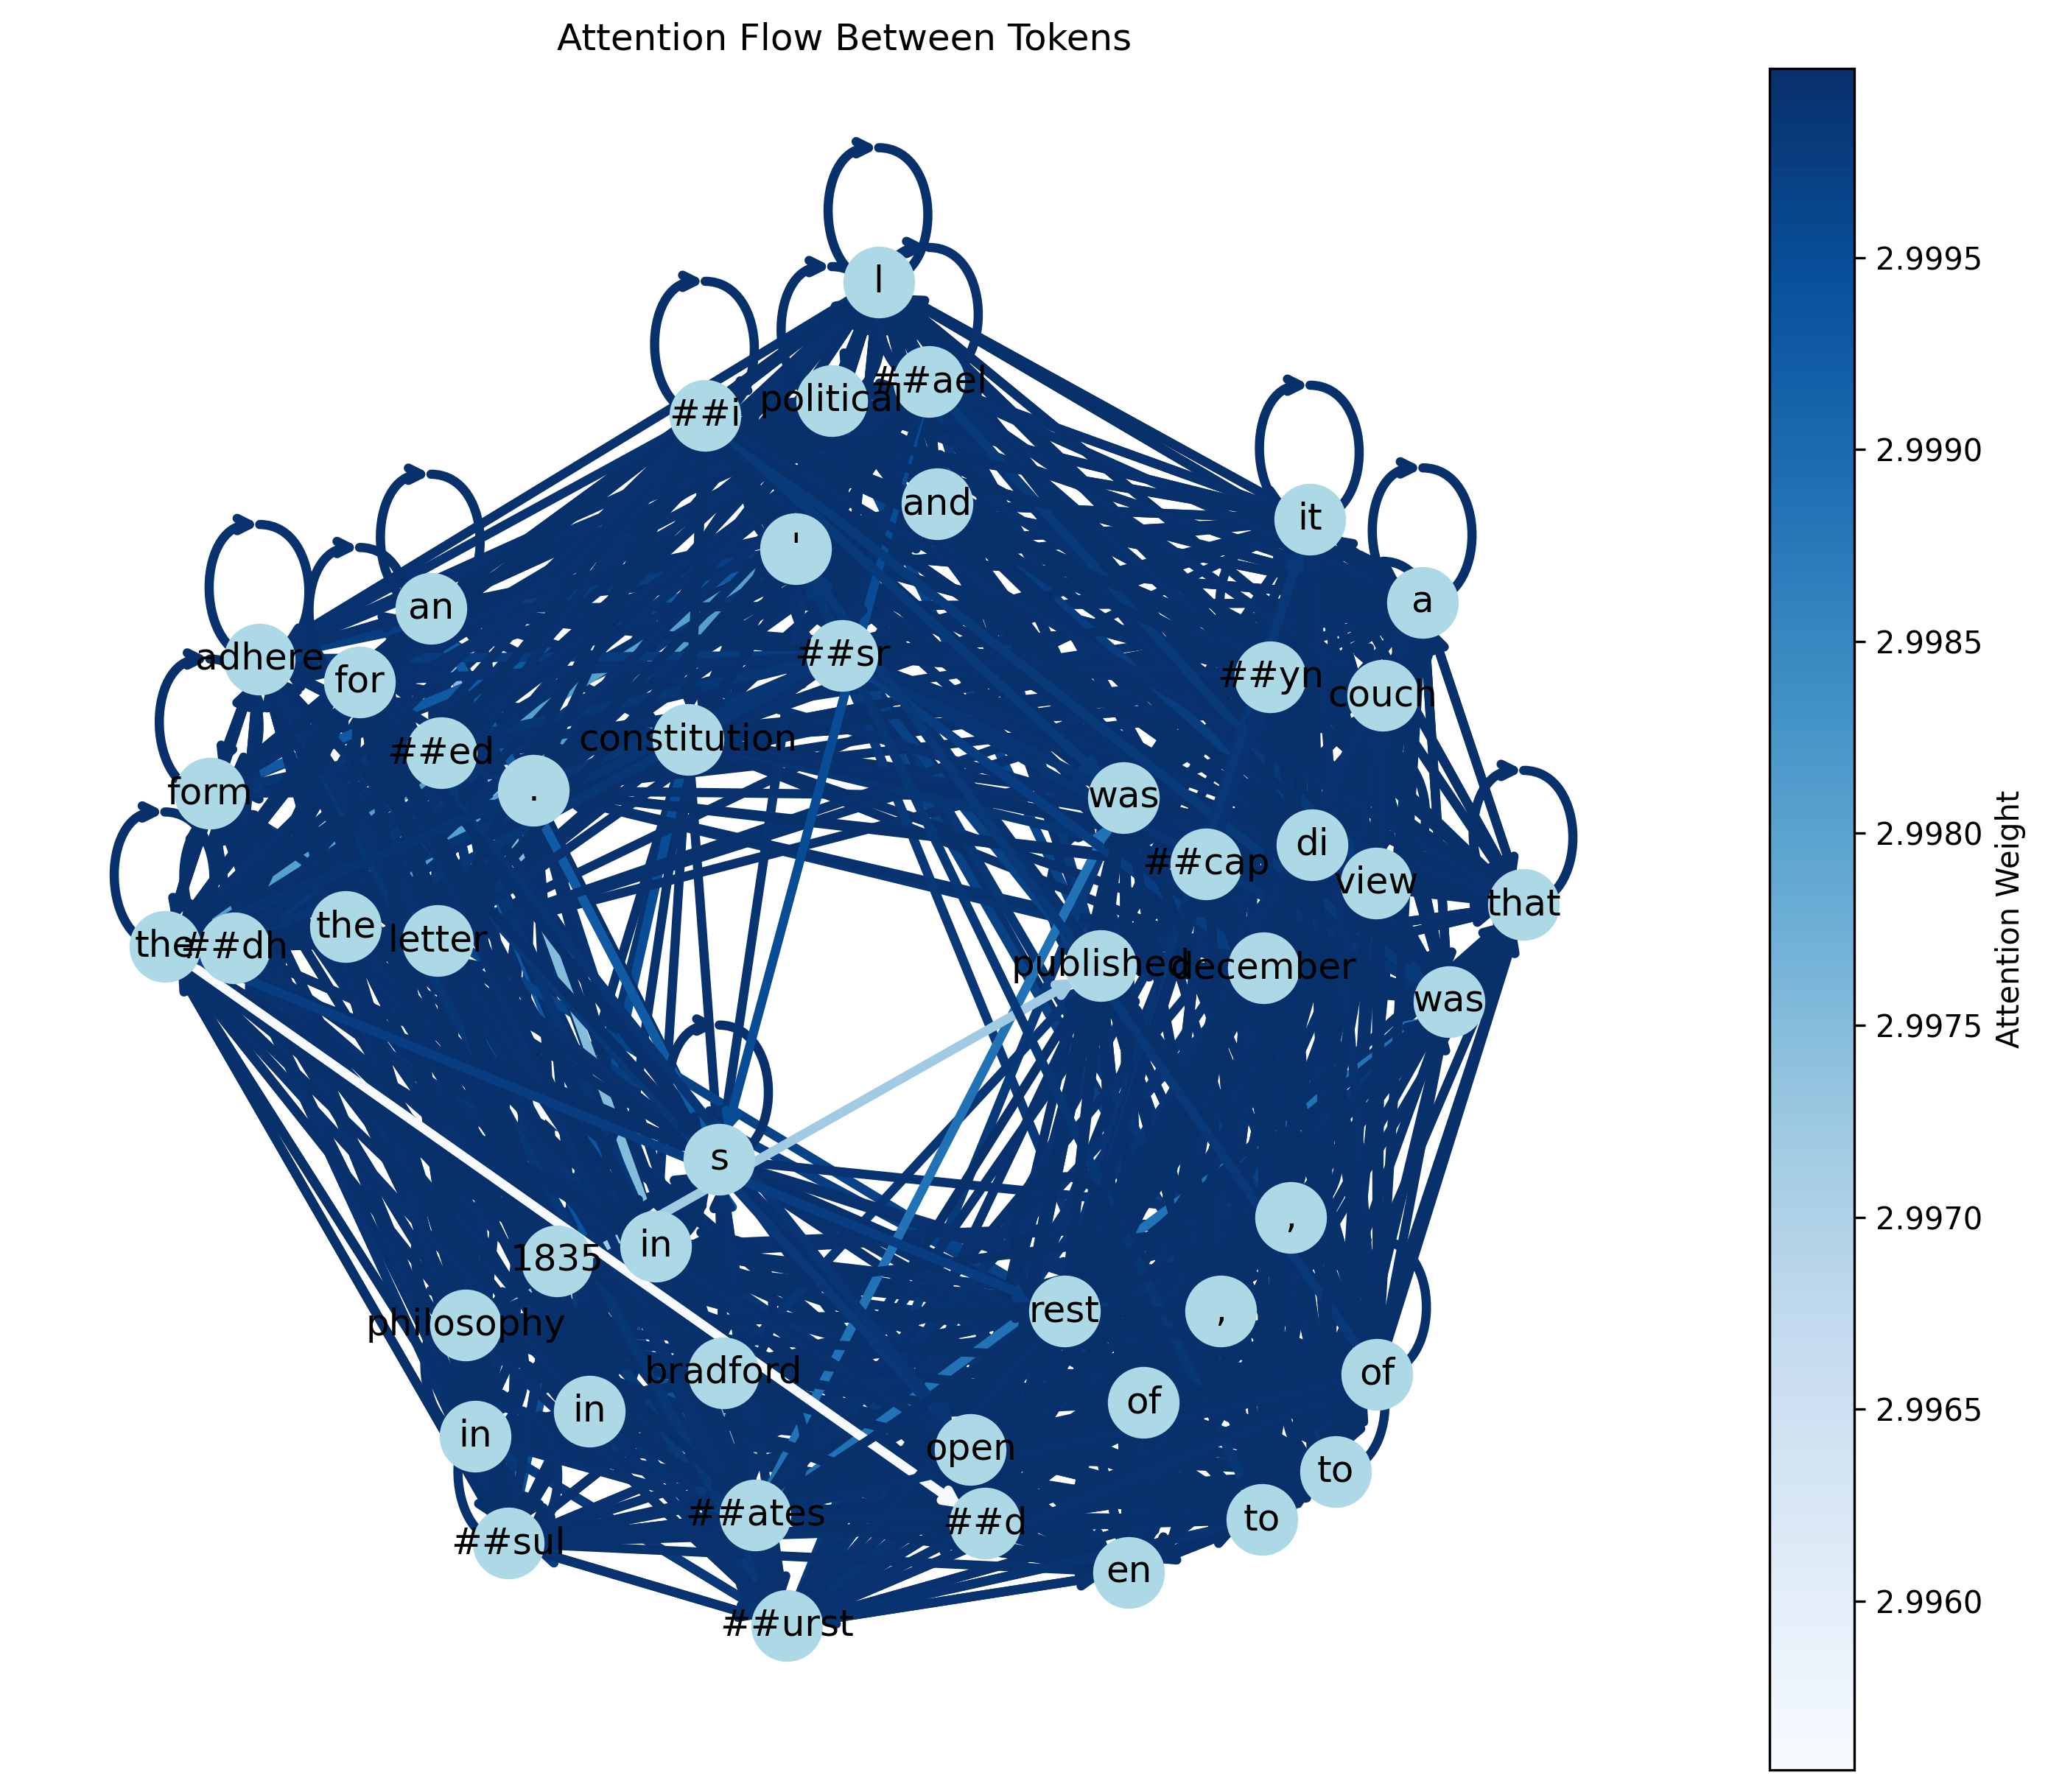 Attention Flow Between Tokens
l
##ael
political
##i
and
it
'
a
an
adhere
for
##sr
##yn
couch
##ed
constitution
form
.
was
di
##cap
view
that
the
##dh
the
letter
published
december
was
s
,
in
1835
philosophy
rest
,
bradford
of
of
in
in
open
to
##ates
##d
to
##sul
en
##urst
2.9995
2.9990
2.9985
2.9980
2.9975
2.9970
2.9965
2.9960
Attention Weight